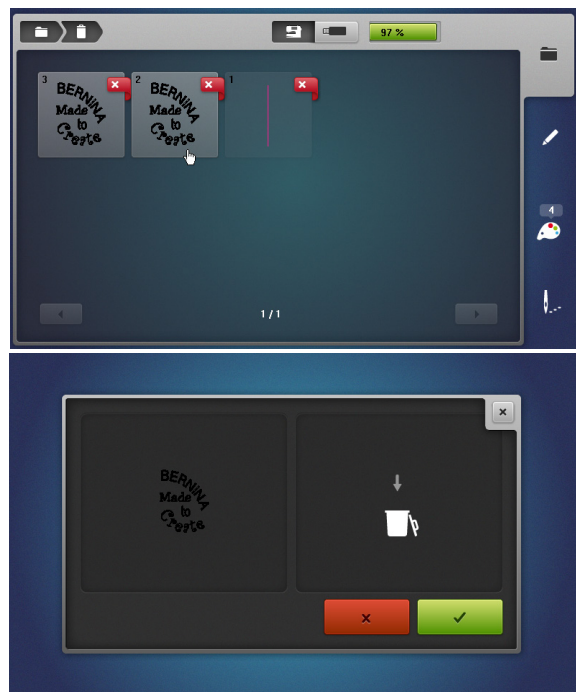 97 %
3
BERNINA
Made
to
Create
2
BERNINA
Made
to
Create
1
4
1 / 1
BERNINA
Made
to
Create